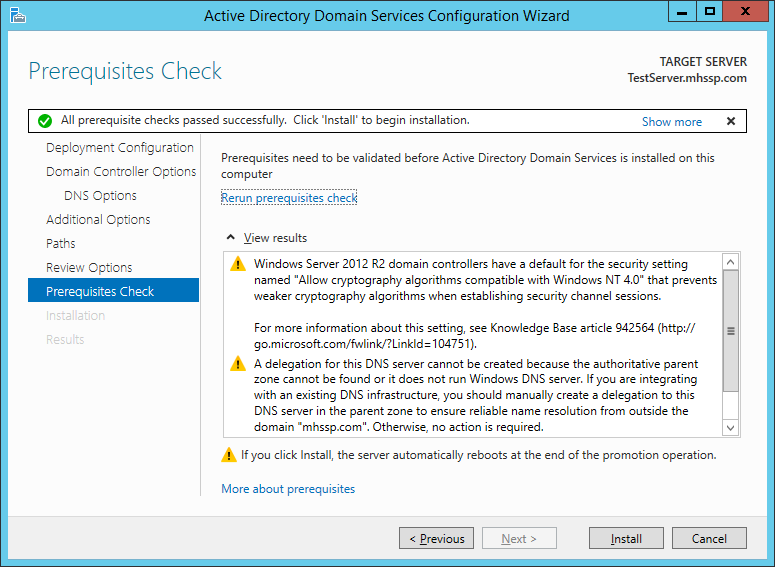 Active Directory Domain Services Configuration Wizard
Prerequisites Check
TARGET SERVER
TestServer.mhssp.com
All prerequisite checks passed successfully. Click 'Install' to begin installation.
Show more
Deployment Configuration
Domain Controller Options
DNS Options
Additional Options
Paths
Review Options
Prerequisites Check
Installation
Results
Prerequisites need to be validated before Active Directory Domain Services is installed on this
computer
Rerun prerequisites check
View results
Windows Server 2012 R2 domain controllers have a default for the security setting
named "Allow cryptography algorithms compatible with Windows NT 4.0" that prevents
weaker cryptography algorithms when establishing security channel sessions.
For more information about this setting, see Knowledge Base article 942564 (http://
go.microsoft.com/fwlink/?LinkId=104751).
A delegation for this DNS server cannot be created because the authoritative parent
zone cannot be found or it does not run Windows DNS server. If you are integrating
with an existing DNS infrastructure, you should manually create a delegation to this
DNS server in the parent zone to ensure reliable name resolution from outside the
domain "mhssp.com". Otherwise, no action is required.
If you click Install, the server automatically reboots at the end of the promotion operation.
More about prerequisites
< Previous
Next >
Install
Cancel